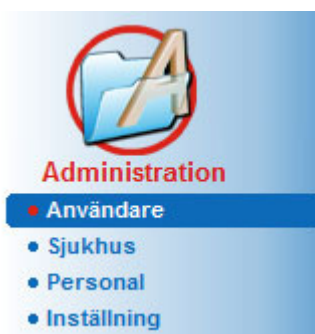 Administration
Användare
Sjukhus
Personal
Inställning